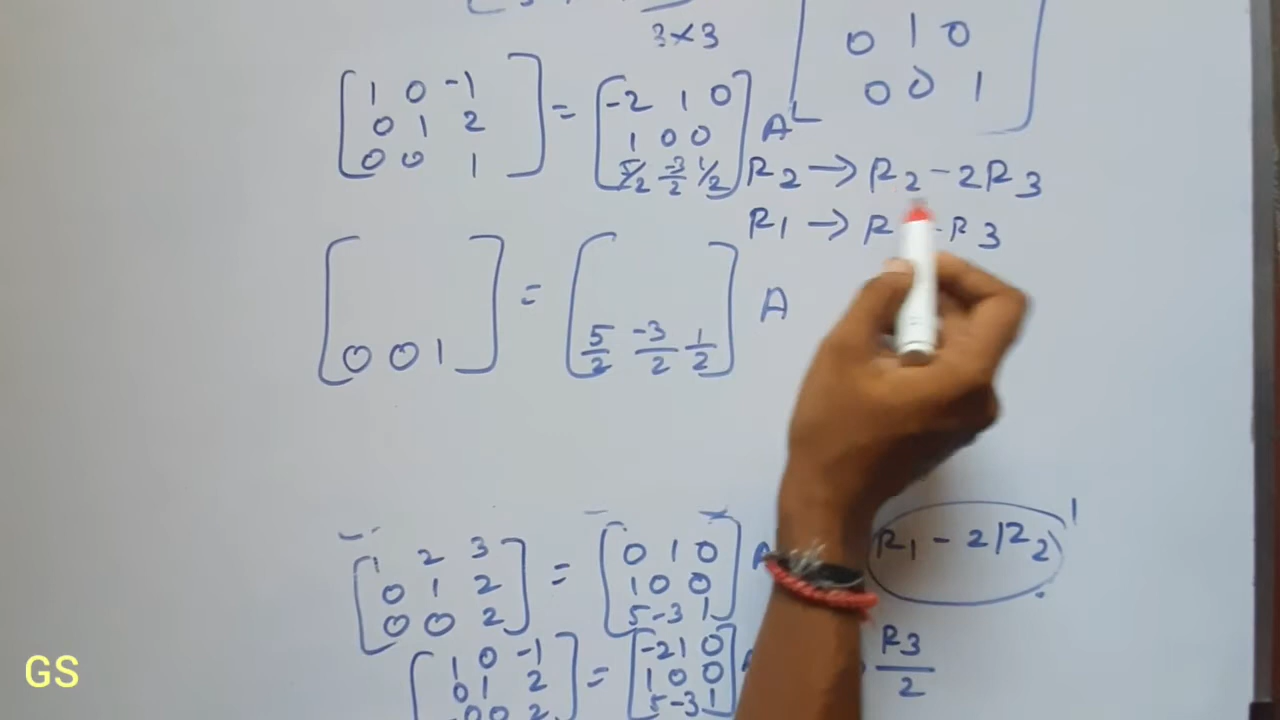 3×3
0 1 0
0 0 1
[1 0 -1] = [-2 1 0]
[0 1 2] [1 0 0] A
[0 0 1] [5/2 -3/2 1/2] R2 → R2 - 2R3
R1 → R - R3
[ ] = [ ] A
[0 0 1] [5/2 -3/2 1/2]
[1 2 3] = [0 1 0] A R1 - 2R2
[0 1 2] [1 0 0]
[0 0 2] [5 -3 1]
[1 0 -1] = [-2 1 0] R3/2
[0 1 2] [1 0 0]
[0 0 2] [5 -3 1]
GS